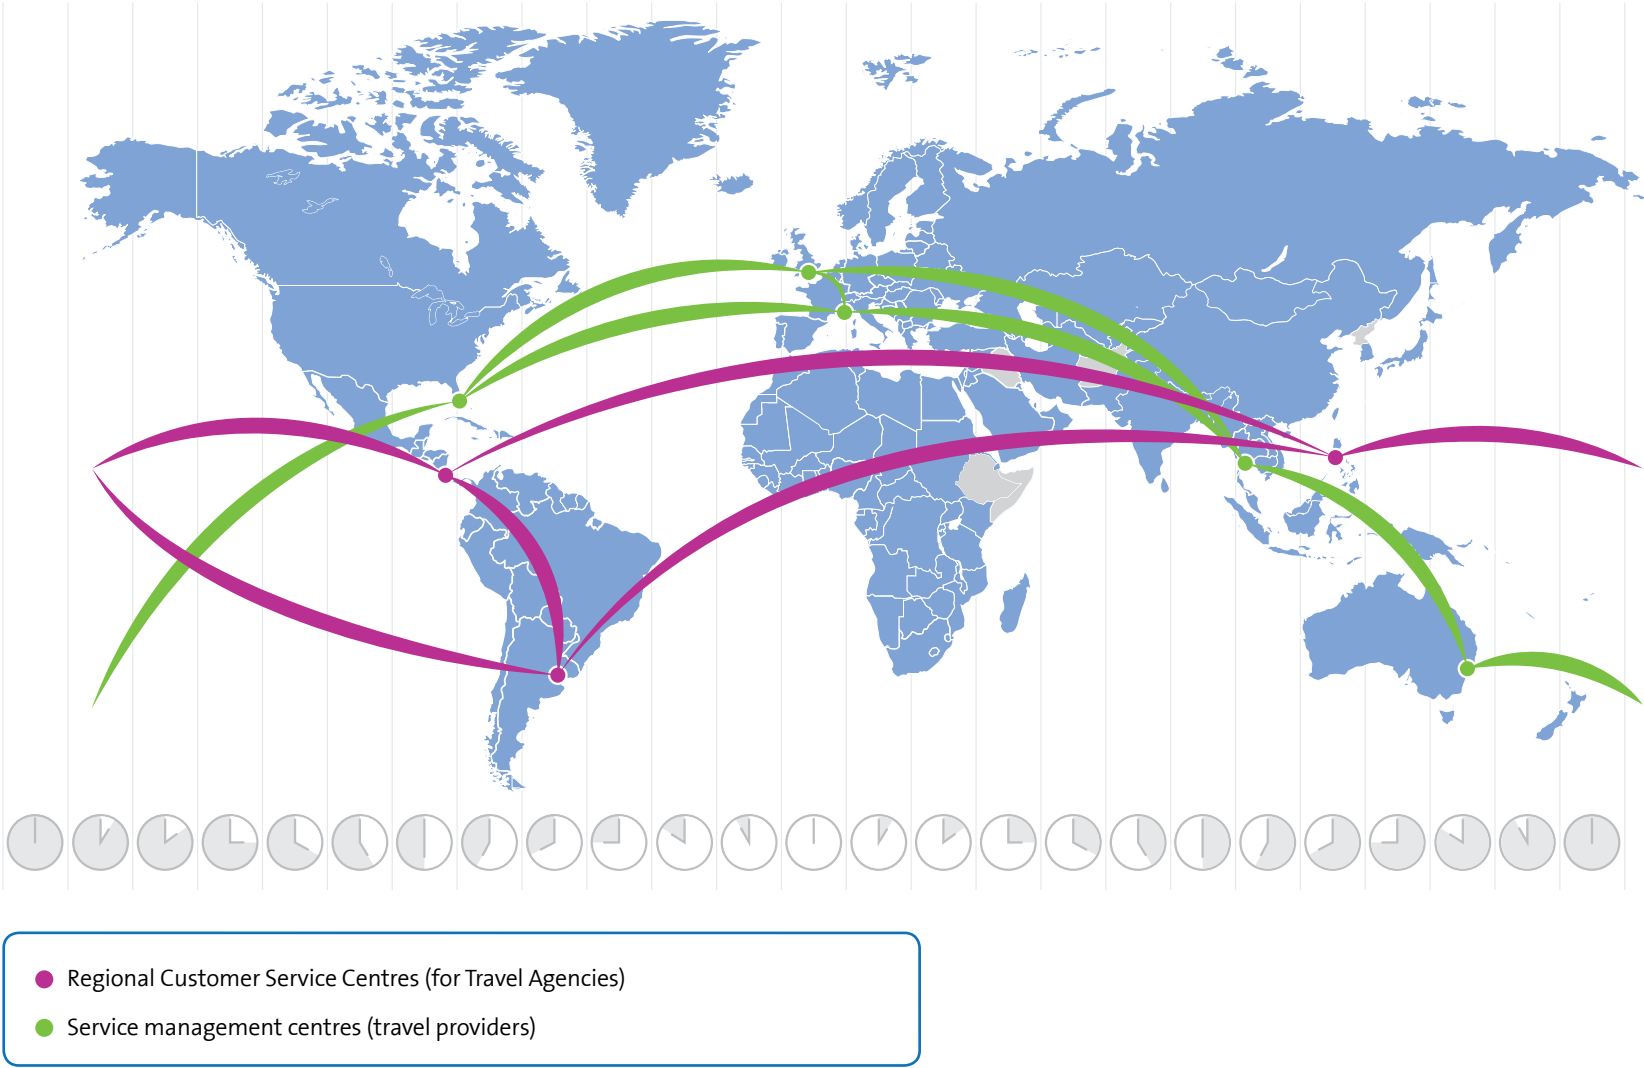 Regional Customer Service Centres (for Travel Agencies)
Service management centres (travel providers)